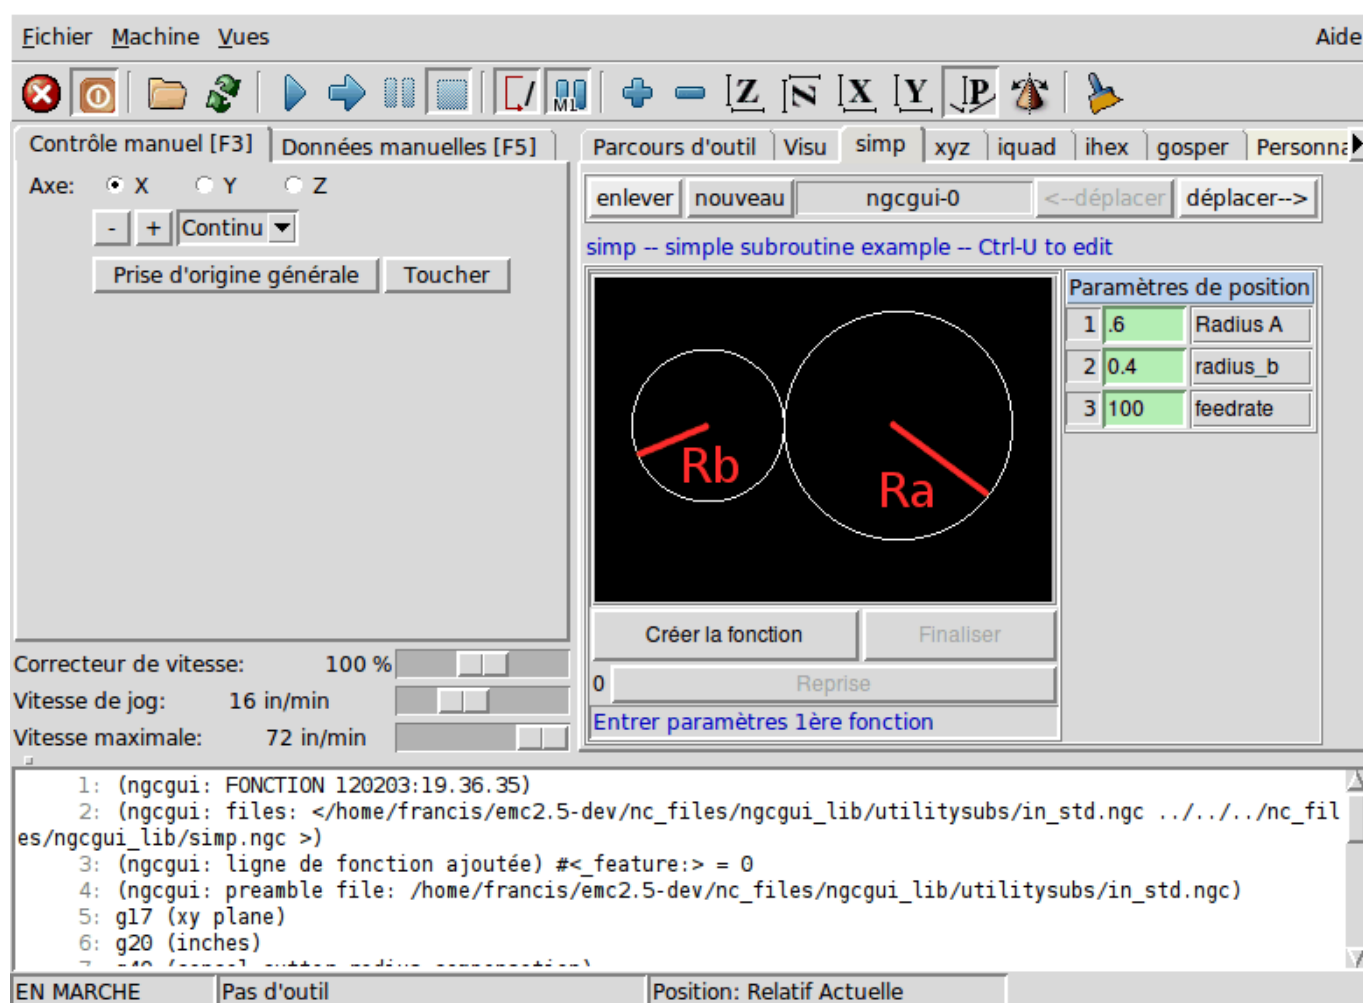 Fichier Machine Vues Aide
M1 Z N X Y P
Contrôle manuel [F3] Données manuelles [F5]
Axe: X Y Z
- + Continu
Prise d'origine générale Toucher
Correcteur de vitesse: 100 %
Vitesse de jog: 16 in/min
Vitesse maximale: 72 in/min
Parcours d'outil Visu simp xyz iquad ihex gosper Personna
enlever nouveau ngcgui-0 <--déplacer déplacer-->
simp -- simple subroutine example -- Ctrl-U to edit
Rb Ra
Paramètres de position
1 .6 Radius A
2 0.4 radius_b
3 100 feedrate
Créer la fonction Finaliser
0 Reprise
Entrer paramètres 1ère fonction
1: (ngcgui: FONCTION 120203:19.36.35)
2: (ngcgui: files: </home/francis/emc2.5-dev/nc_files/ngcgui_lib/utilitysubs/in_std.ngc ../../../nc_fil
es/ngcgui_lib/simp.ngc >)
3: (ngcgui: ligne de fonction ajoutée) #<_feature:> = 0
4: (ngcgui: preamble file: /home/francis/emc2.5-dev/nc_files/ngcgui_lib/utilitysubs/in_std.ngc)
5: g17 (xy plane)
6: g20 (inches)
EN MARCHE Pas d'outil Position: Relatif Actuelle